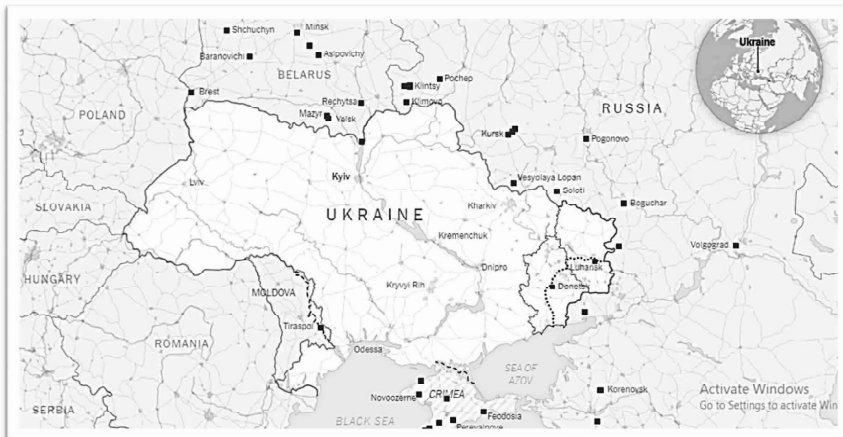 Shchuchyn
Minsk
Baranovichi
Asipovichy
BELARUS
Ukraine
Brest
Klintsy
Pochep
POLAND
Rechytsa
Klimovo
RUSSIA
Mazyr
Valsk
Kursk
Pogonovo
Lviv
Kyiv
Vesyolaya Lopan
Soloti
SLOVAKIA
UKRAINE
Kharkiv
Boguchar
Kremenchuk
Volgograd
HUNGARY
Dnipro
Luhansk
MOLDOVA
Kryvyi Rih
Donetsk
Tiraspol
ROMANIA
Odessa
SEA OF
AZOV
SERBIA
Novoozerne
CRIMEA
Korenovsk
Activate Windows
Go to Settings to activate Win
Feodosia
BLACK SEA
Perevalnoye